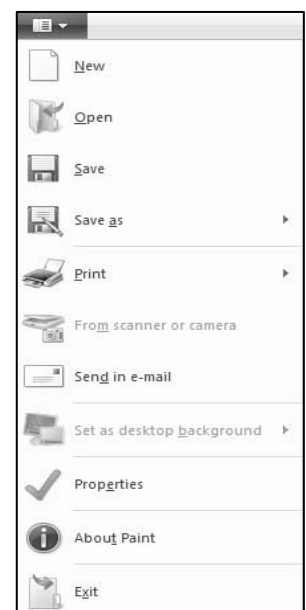 New
Open
Save
Save as
Print
From scanner or camera
Send in e-mail
Set as desktop background
Properties
About Paint
Exit